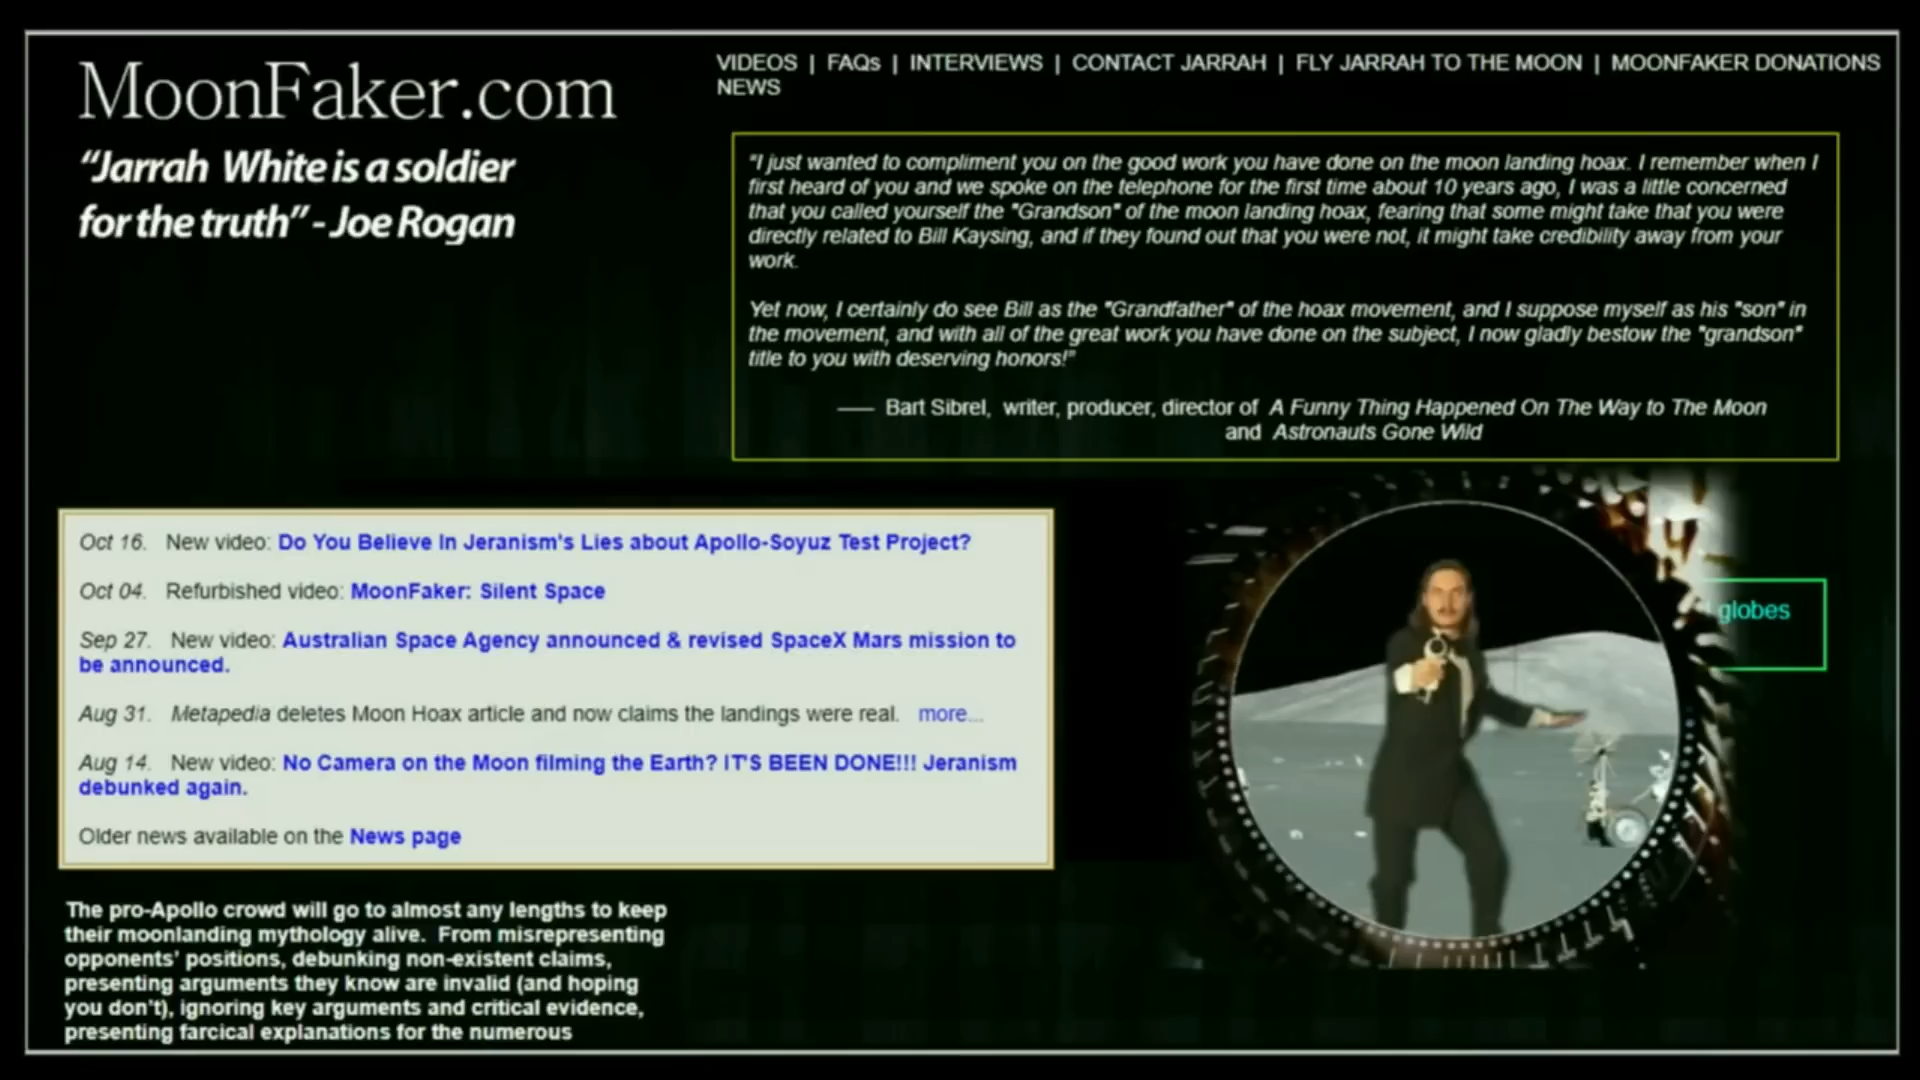 MoonFaker.com
"Jarrah White is a soldier
for the truth" - Joe Rogan
VIDEOS | FAQs | INTERVIEWS | CONTACT JARRAH | FLY JARRAH TO THE MOON | MOONFAKER DONATIONS
NEWS
"I just wanted to compliment you on the good work you have done on the moon landing hoax. I remember when I
first heard of you and we spoke on the telephone for the first time about 10 years ago, I was a little concerned
that you called yourself the "Grandson" of the moon landing hoax, fearing that some might take that you were
directly related to Bill Kaysing, and if they found out that you were not, it might take credibility away from your
work.
Yet now, I certainly do see Bill as the "Grandfather" of the hoax movement, and I suppose myself as his "son" in
the movement, and with all of the great work you have done on the subject, I now gladly bestow the "grandson"
title to you with deserving honors!"
— Bart Sibrel, writer, producer, director of A Funny Thing Happened On The Way to The Moon
and Astronauts Gone Wild
Oct 16. New video: Do You Believe In Jeranism's Lies about Apollo-Soyuz Test Project?
Oct 04. Refurbished video: MoonFaker: Silent Space
Sep 27. New video: Australian Space Agency announced & revised SpaceX Mars mission to
be announced.
Aug 31. Metapedia deletes Moon Hoax article and now claims the landings were real. more...
Aug 14. New video: No Camera on the Moon filming the Earth? IT'S BEEN DONE!!! Jeranism
debunked again.
Older news available on the News page
globes
The pro-Apollo crowd will go to almost any lengths to keep
their moonlanding mythology alive. From misrepresenting
opponents' positions, debunking non-existent claims,
presenting arguments they know are invalid (and hoping
you don't), ignoring key arguments and critical evidence,
presenting farcical explanations for the numerous